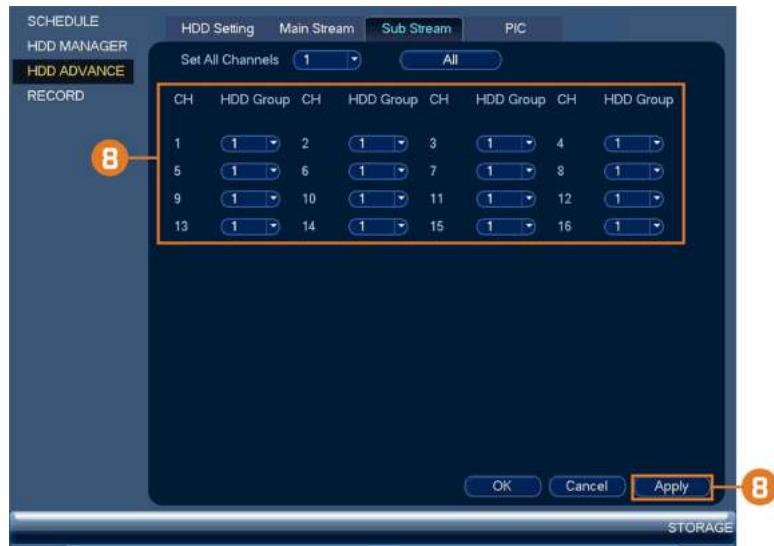 SCHEDULE
HDD MANAGER
HDD ADVANCE
RECORD
HDD Setting Main Stream Sub Stream PIC
Set All Channels 1 All
CH HDD Group CH HDD Group CH HDD Group CH HDD Group
1 1 2 1 3 1 4 1
5 1 6 1 7 1 8 1
9 1 10 1 11 1 12 1
13 1 14 1 15 1 16 1
8
OK Cancel Apply
8
STORAGE